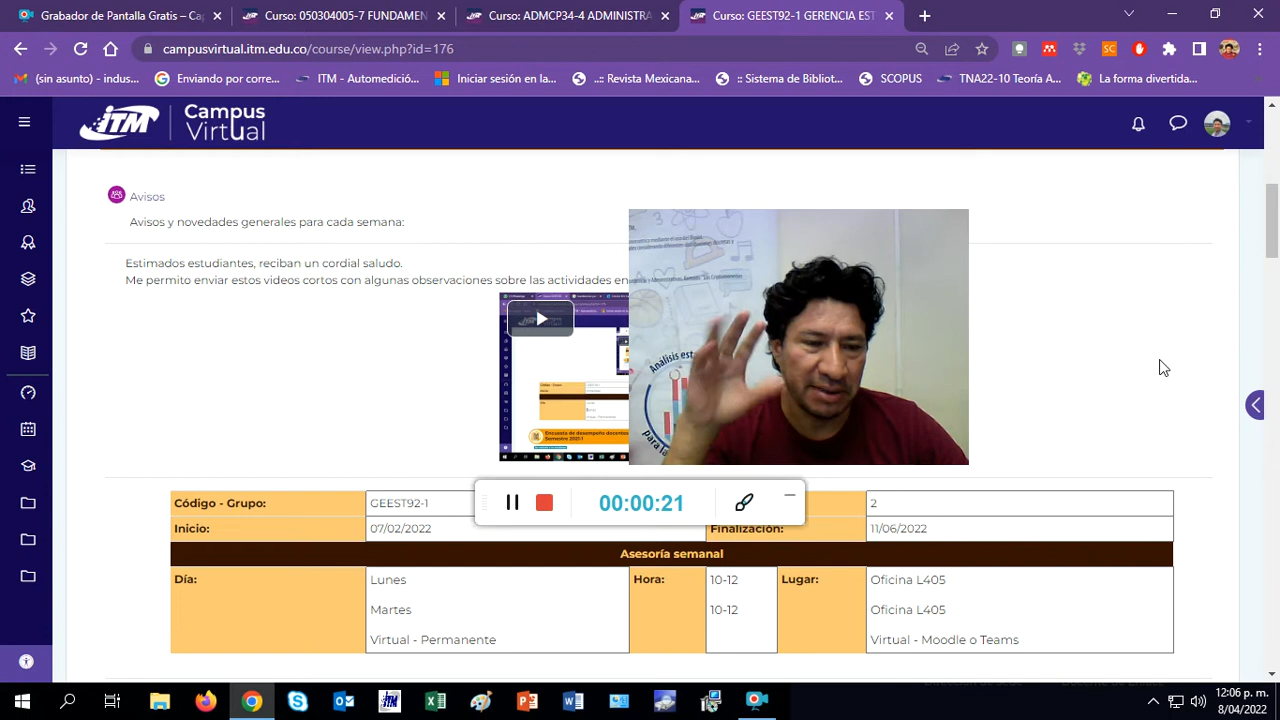 Grabador de Pantalla Gratis – Ca
Curso: 050304005-7 FUNDAMEN
Curso: ADMCP34-4 ADMINISTRA
Curso: GEEST92-1 GERENCIA EST
campusvirtual.itm.edu.co/course/view.php?id=176
(sin asunto) - indus...
Enviando por corre...
ITM - Automedició...
Iniciar sesión en la...
..: Revista Mexicana...
:: Sistema de Bibliot...
SCOPUS
TNA22-10 Teoría A...
La forma divertida...
iTM
Campus
Virtual
Avisos
Avisos y novedades generales para cada semana:
Estimados estudiantes, reciban un cordial saludo.
Me permito enviar estos videos cortos con algunas observaciones sobre las actividades en
Análisis est
para la
00:00:21
Código - Grupo:
GEEST92-1
2
Inicio:
07/02/2022
Finalización:
11/06/2022
Asesoría semanal
Día:
Lunes
Hora:
10-12
Lugar:
Oficina L405
Martes
10-12
Oficina L405
Virtual - Permanente
Virtual - Moodle o Teams
12:06 p. m.
8/04/2022